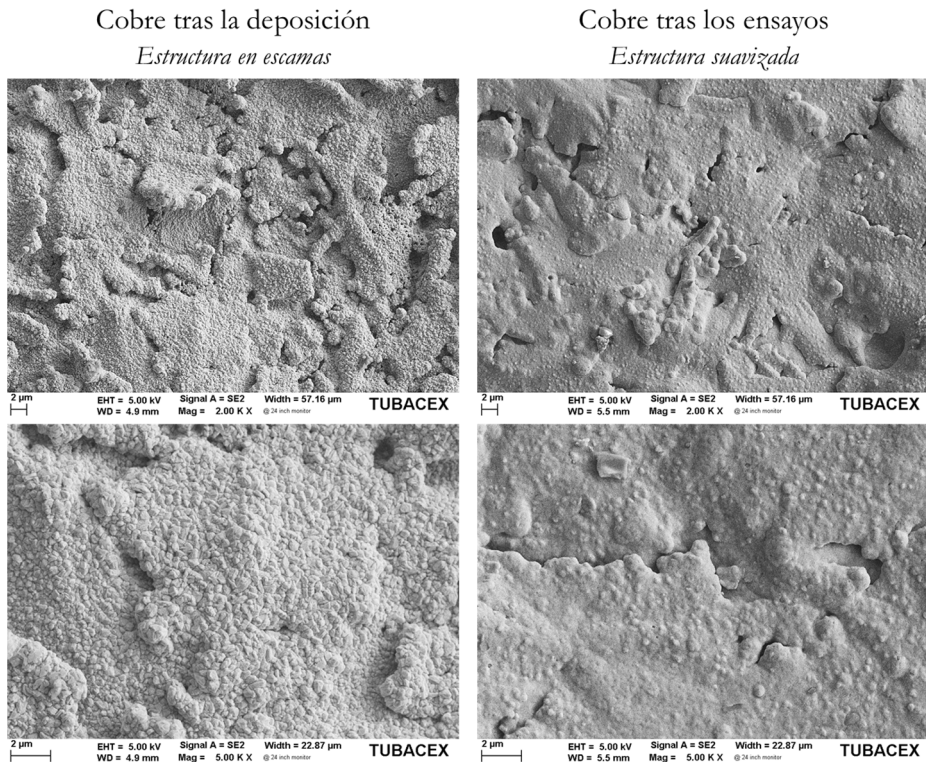 Cobre tras la deposición
Estructura en escamas
Cobre tras los ensayos
Estructura suavizada
2 µm
EHT = 5.00 kV Signal A = SE2 Width = 57.16 µm
WD = 4.9 mm Mag = 2.00 K X @ 24 inch monitor
TUBACEX
2 µm
EHT = 5.00 kV Signal A = SE2 Width = 57.16 µm
WD = 5.5 mm Mag = 2.00 K X @ 24 inch monitor
TUBACEX
2 µm
EHT = 5.00 kV Signal A = SE2 Width = 22.87 µm
WD = 4.9 mm Mag = 5.00 K X @ 24 inch monitor
TUBACEX
2 µm
EHT = 5.00 kV Signal A = SE2 Width = 22.87 µm
WD = 5.5 mm Mag = 5.00 K X @ 24 inch monitor
TUBACEX